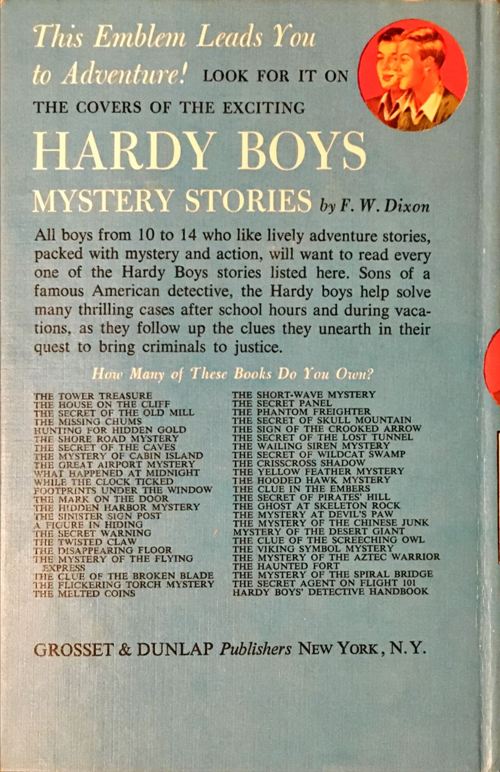 This Emblem Leads You
to Adventure! LOOK FOR IT ON
THE COVERS OF THE EXCITING
HARDY BOYS
MYSTERY STORIES by F. W. Dixon
All boys from 10 to 14 who like lively adventure stories,
packed with mystery and action, will want to read every
one of the Hardy Boys stories listed here. Sons of a
famous American detective, the Hardy boys help solve
many thrilling cases after school hours and during vaca-
tions, as they follow up the clues they unearth in their
quest to bring criminals to justice.
How Many of These Books Do You Own?
THE TOWER TREASURE
THE HOUSE ON THE CLIFF
THE SECRET OF THE OLD MILL
THE MISSING CHUMS
HUNTING FOR HIDDEN GOLD
THE SHORE ROAD MYSTERY
THE SECRET OF THE CAVES
THE MYSTERY OF CABIN ISLAND
THE GREAT AIRPORT MYSTERY
WHAT HAPPENED AT MIDNIGHT
WHILE THE CLOCK TICKED
FOOTPRINTS UNDER THE WINDOW
THE MARK ON THE DOOR
THE HIDDEN HARBOR MYSTERY
THE SINISTER SIGN POST
A FIGURE IN HIDING
THE SECRET WARNING
THE TWISTED CLAW
THE DISAPPEARING FLOOR
THE MYSTERY OF THE FLYING
EXPRESS
THE CLUE OF THE BROKEN BLADE
THE FLICKERING TORCH MYSTERY
THE MELTED COINS
THE SHORT-WAVE MYSTERY
THE SECRET PANEL
THE PHANTOM FREIGHTER
THE SECRET OF SKULL MOUNTAIN
THE SIGN OF THE CROOKED ARROW
THE SECRET OF THE LOST TUNNEL
THE WAILING SIREN MYSTERY
THE SECRET OF WILDCAT SWAMP
THE CRISSCROSS SHADOW
THE YELLOW FEATHER MYSTERY
THE HOODED HAWK MYSTERY
THE CLUE IN THE EMBERS
THE SECRET OF PIRATES' HILL
THE GHOST AT SKELETON ROCK
THE MYSTERY AT DEVIL'S PAW
THE MYSTERY OF THE CHINESE JUNK
MYSTERY OF THE DESERT GIANT
THE CLUE OF THE SCREECHING OWL
THE VIKING SYMBOL MYSTERY
THE MYSTERY OF THE AZTEC WARRIOR
THE HAUNTED FORT
THE MYSTERY OF THE SPIRAL BRIDGE
THE SECRET AGENT ON FLIGHT 101
HARDY BOYS' DETECTIVE HANDBOOK
GROSSET & DUNLAP Publishers NEW YORK, N.Y.